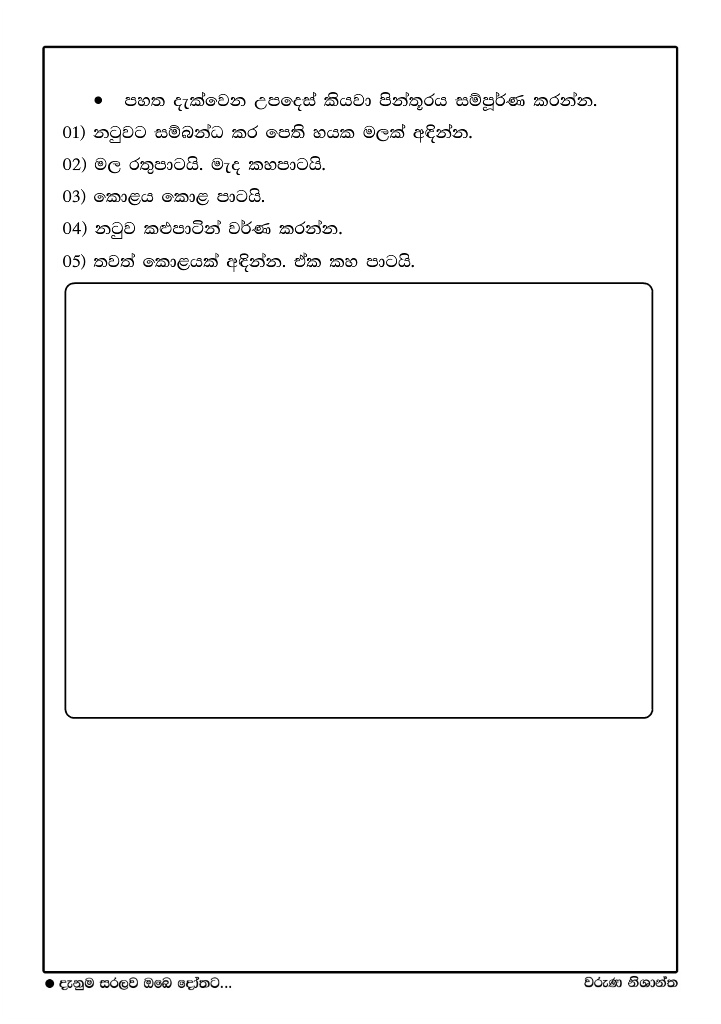 ● පහත දැක්වෙන උපදෙස් කියවා පින්තූරය සම්පූර්ණ කරන්න.
01) නටුවට සම්බන්ධ කර පෙති හයක මලක් අඳින්න.
02) මල රතුපාටයි. මැද කහපාටයි.
03) කොළය කොළ පාටයි.
04) නටුව කළුපාටින් වර්ණ කරන්න.
05) තවත් කොළයක් අඳින්න. ඒක කහ පාටයි.
● දැනුම සරලව ඔබෙ දෝතට... වරුණ නිශාන්ත